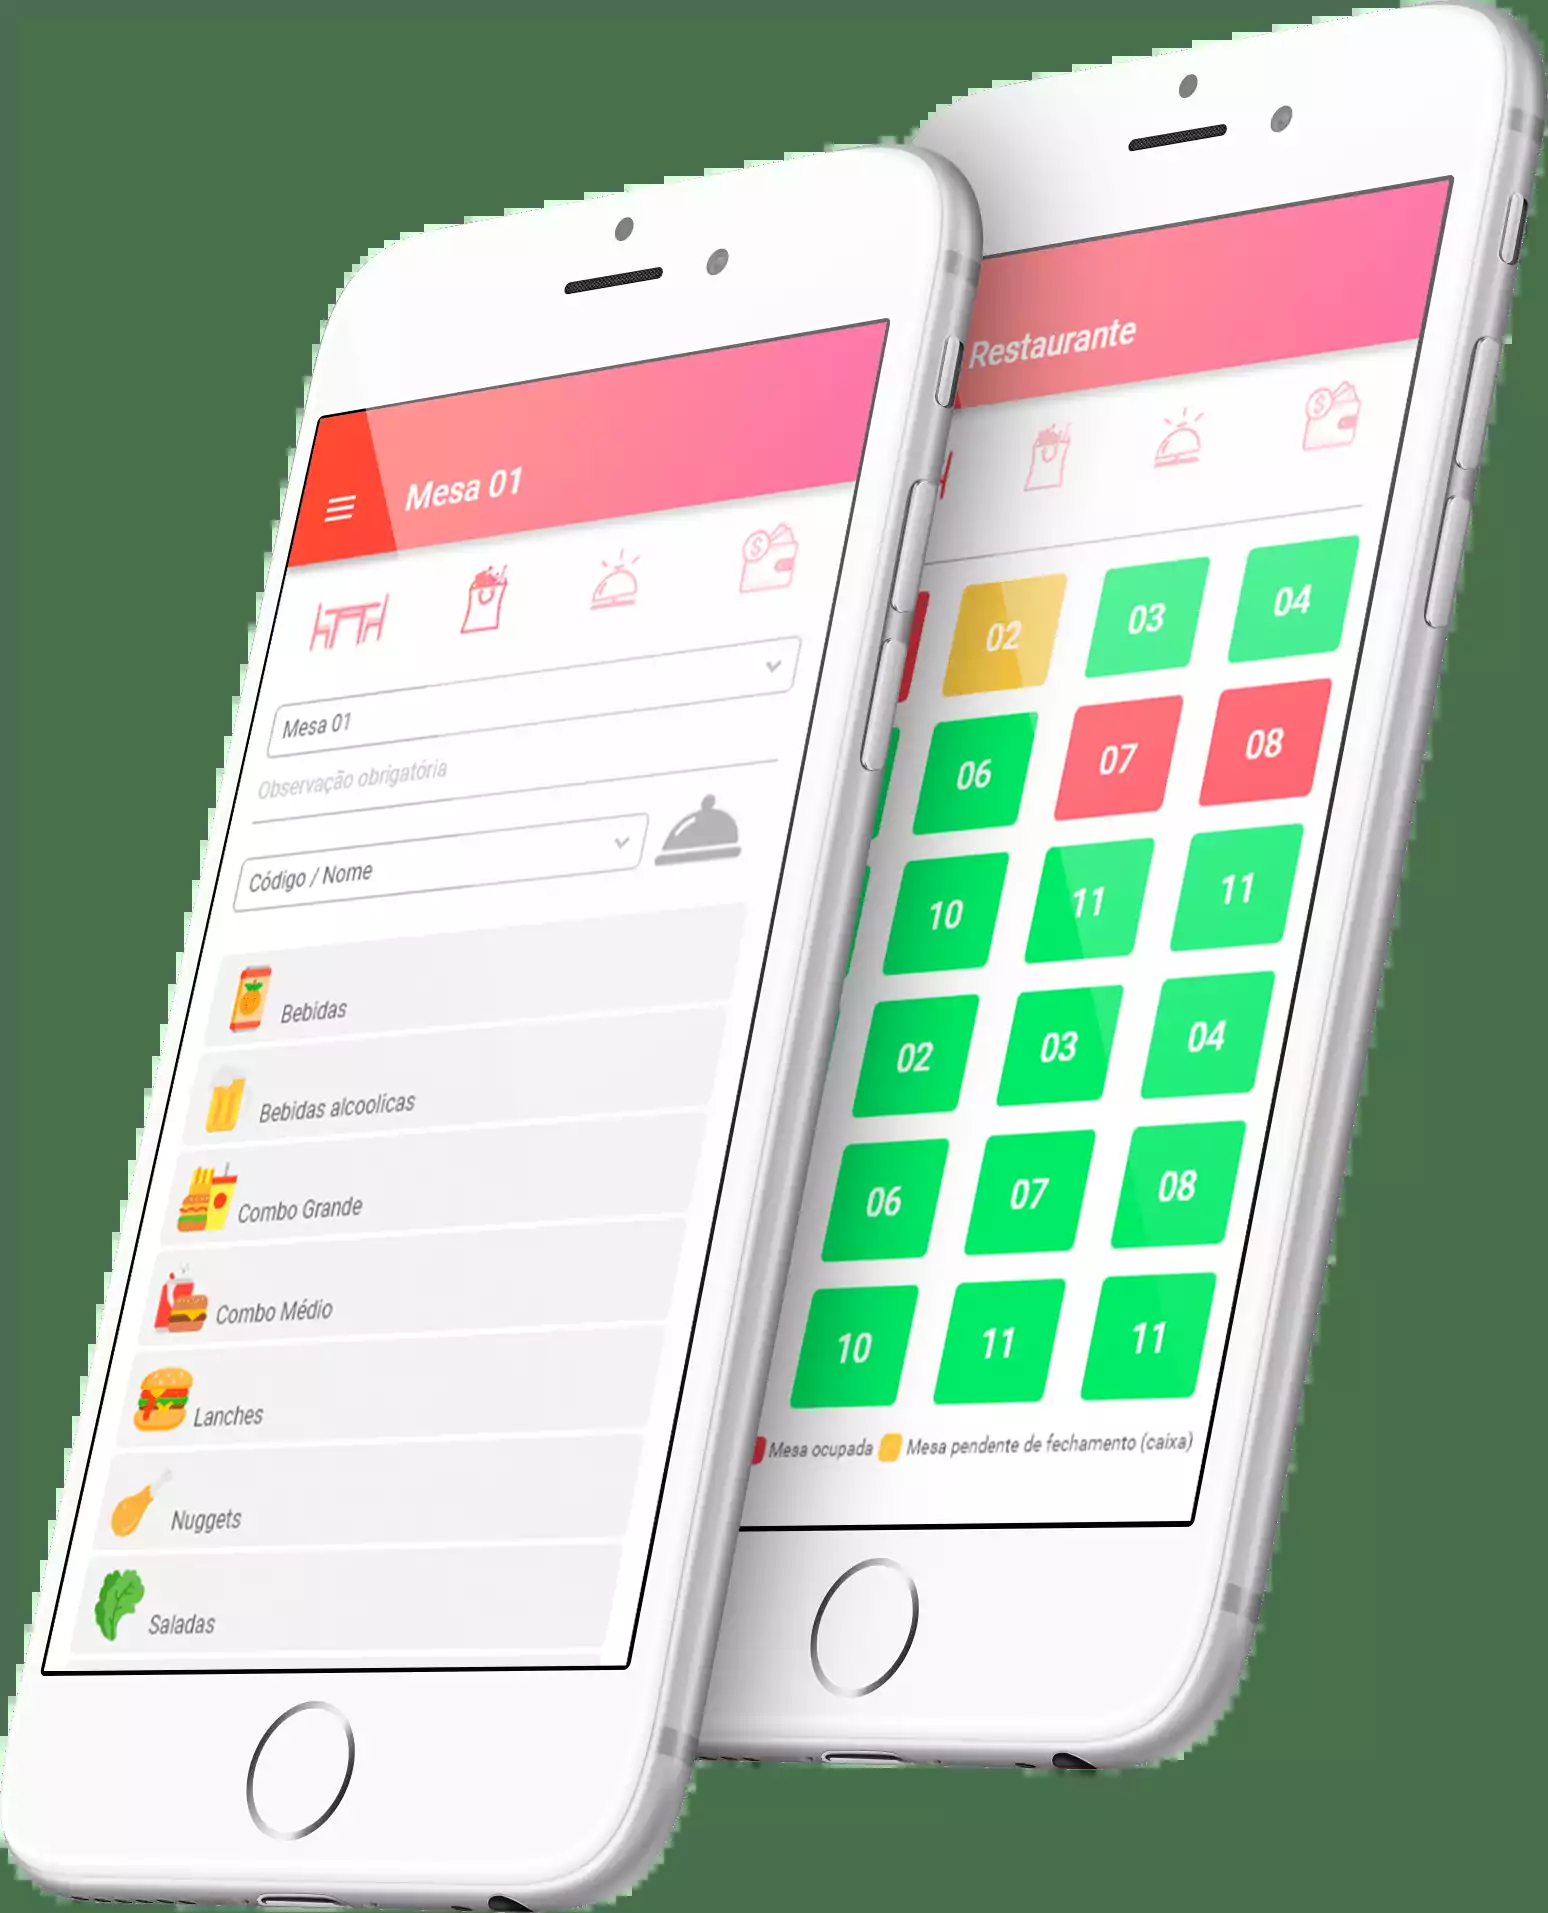 Mesa 01
Mesa 01
Observação obrigatória
Código / Nome
Bebidas
Bebidas alcoolicas
Combo Grande
Combo Médio
Lanches
Nuggets
Saladas
Restaurante
02 03 04
06 07 08
10 11 11
02 03 04
06 07 08
10 11 11
Mesa ocupada Mesa pendente de fechamento (caixa)